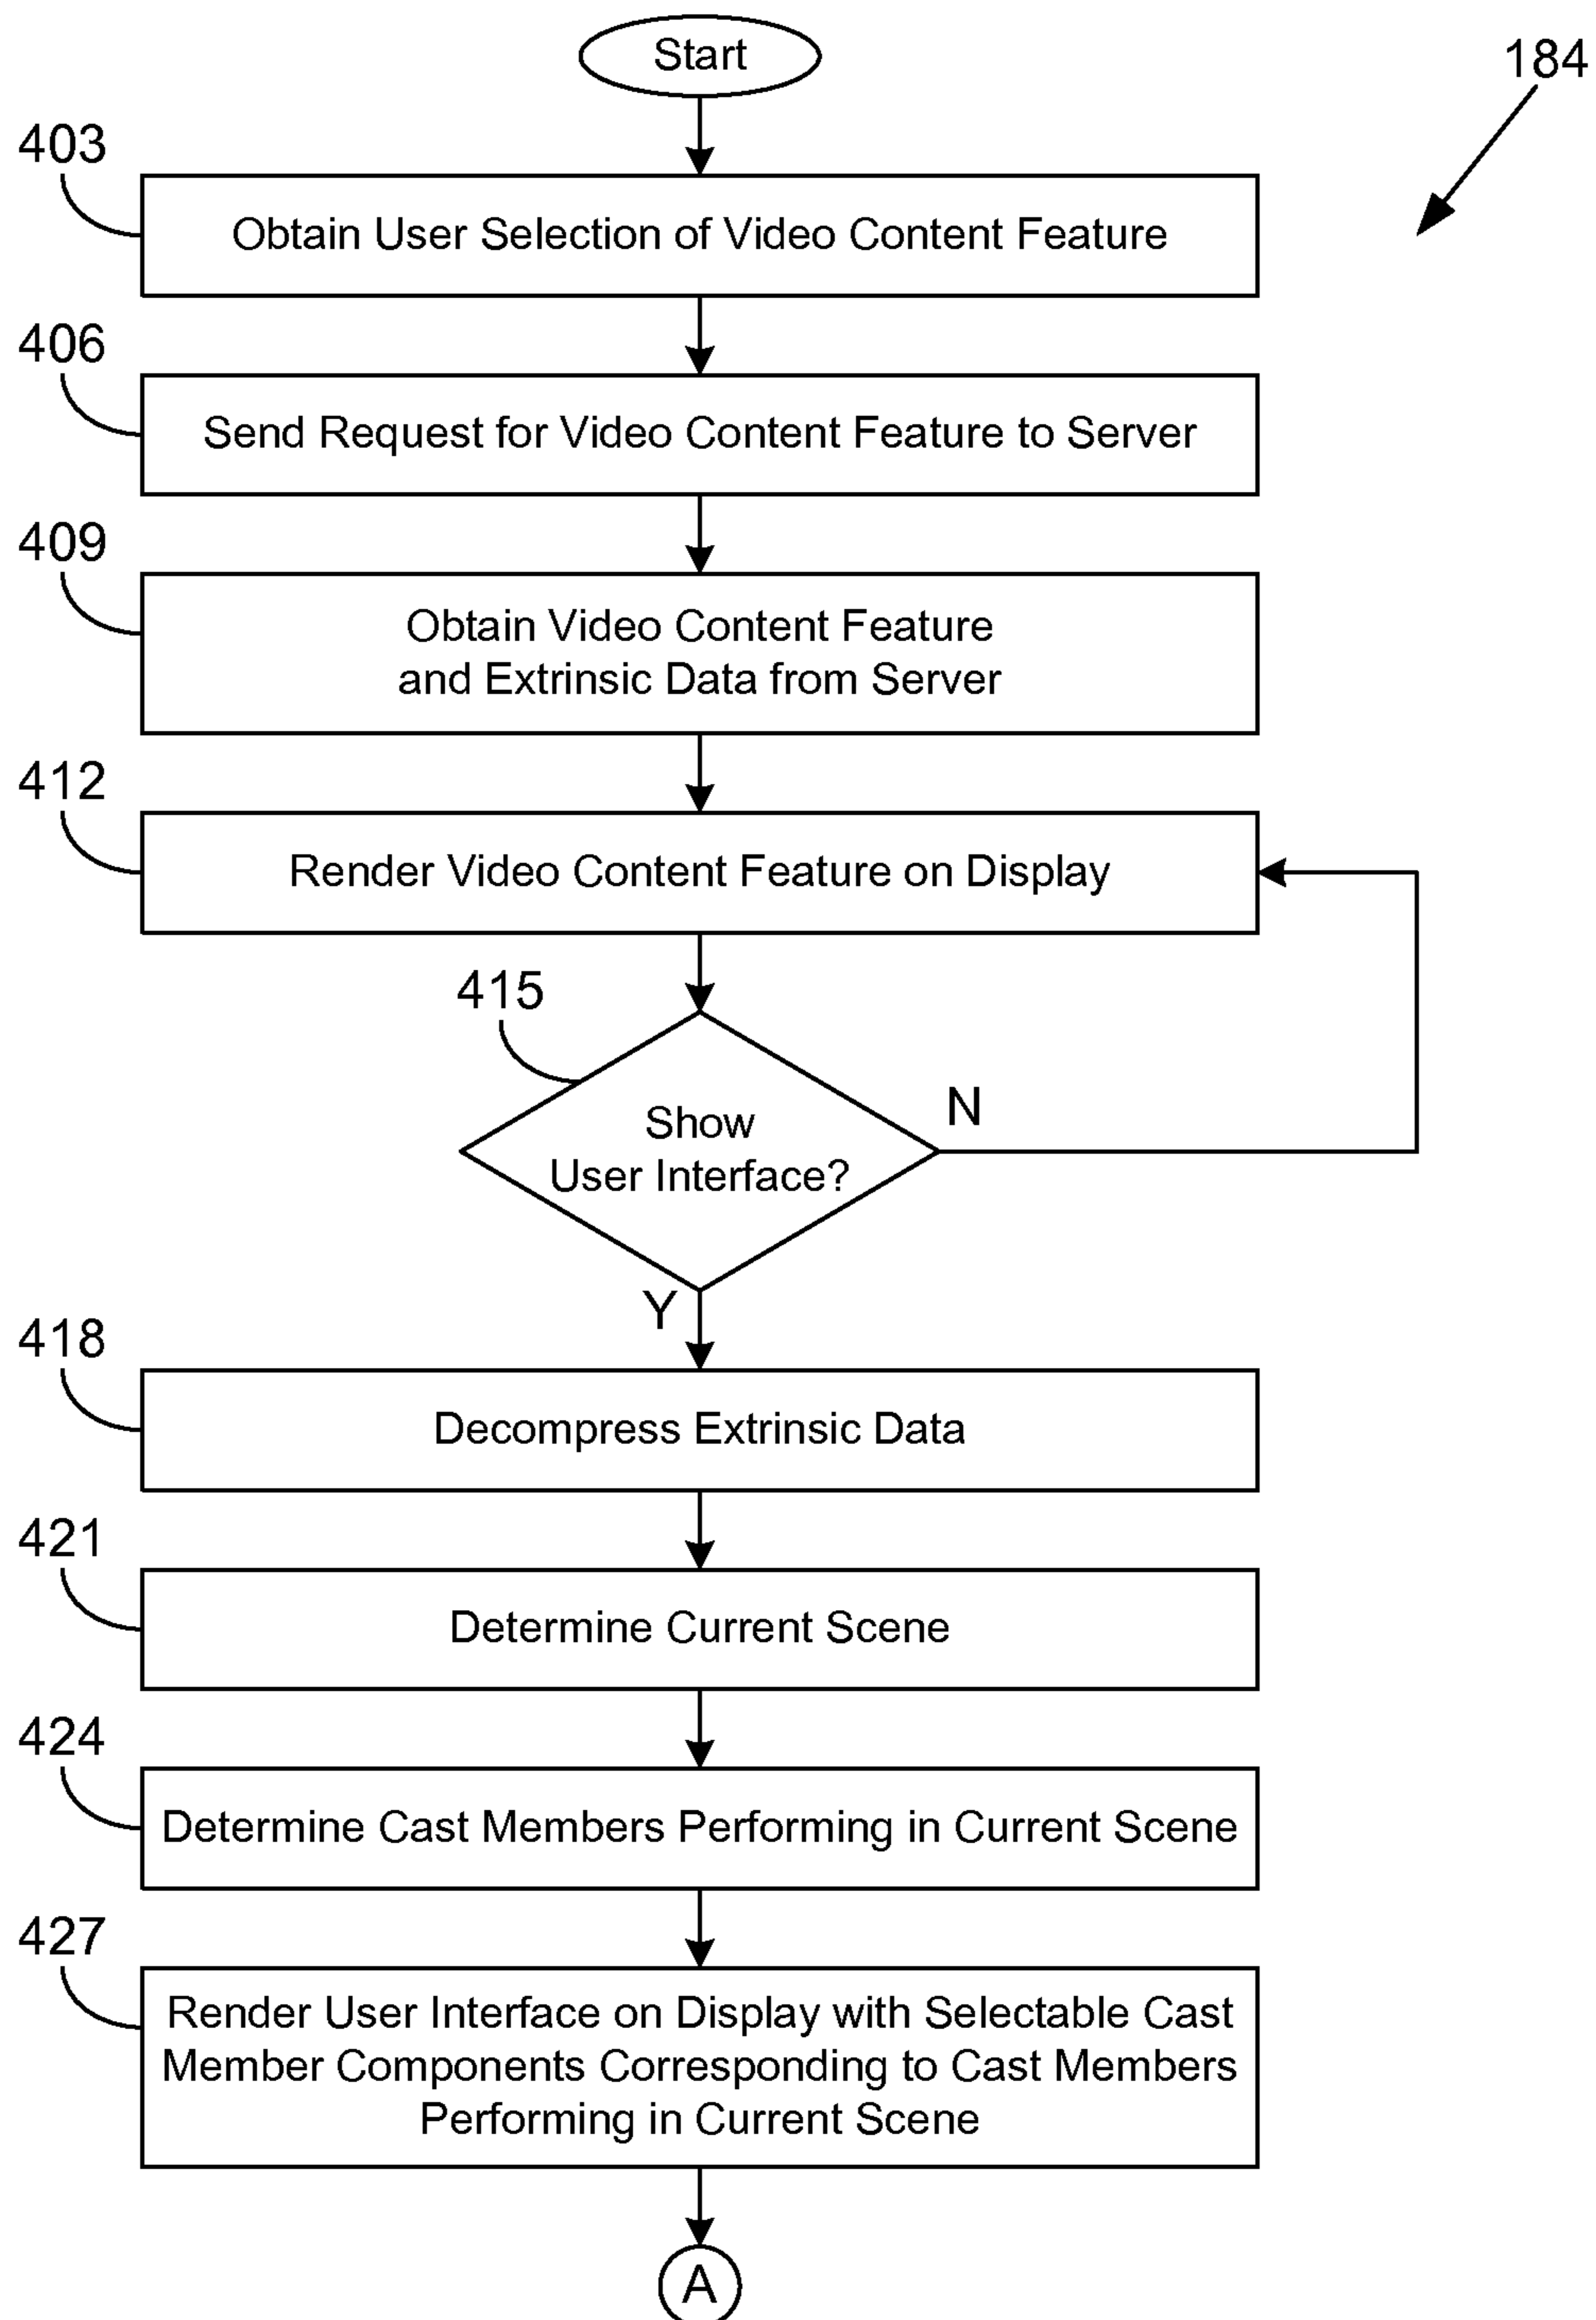 Start
184
403
Obtain User Selection of Video Content Feature
406
Send Request for Video Content Feature to Server
409
Obtain Video Content Feature
and Extrinsic Data from Server
412
Render Video Content Feature on Display
415
Show
User Interface?
N
Y
418
Decompress Extrinsic Data
421
Determine Current Scene
424
Determine Cast Members Performing in Current Scene
427
Render User Interface on Display with Selectable Cast
Member Components Corresponding to Cast Members
Performing in Current Scene
A